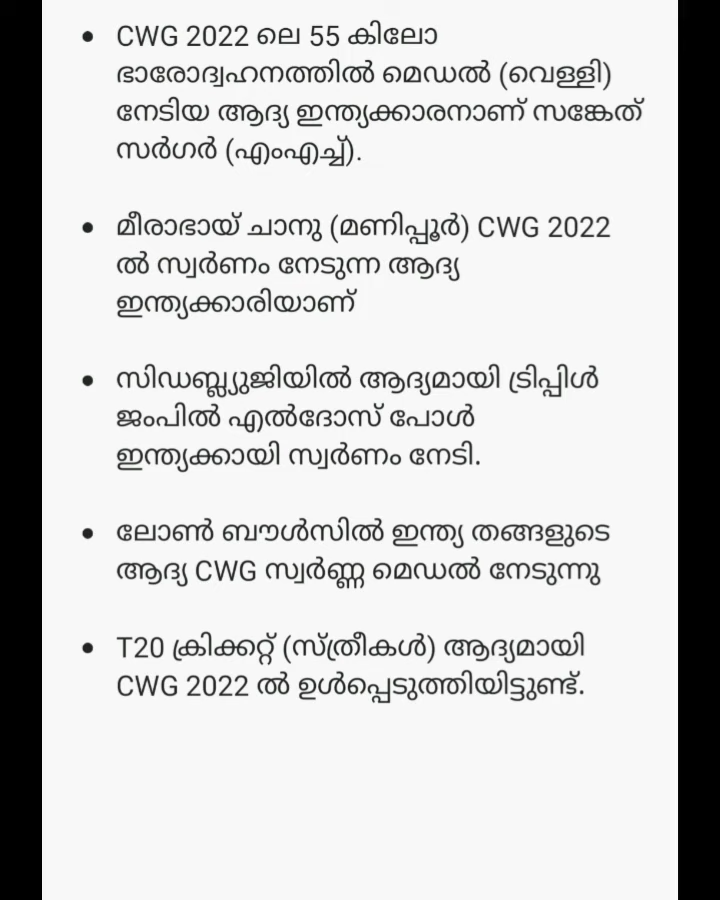 CWG 2022 ലെ 55 കിലോ
ഭാരോദ്വഹനത്തിൽ മെഡൽ (വെള്ളി)
നേടിയ ആദ്യ ഇന്ത്യക്കാരനാണ് സങ്കേത്
സർഗർ (എംഎച്ച്).
മീരാഭായ് ചാനു (മണിപ്പൂർ) CWG 2022
ൽ സ്വർണം നേടുന്ന ആദ്യ
ഇന്ത്യക്കാരിയാണ്
സിഡബ്ല്യുജിയിൽ ആദ്യമായി ട്രിപ്പിൾ
ജംപിൽ എൽദോസ് പോൾ
ഇന്ത്യക്കായി സ്വർണം നേടി.
ലോൺ ബൗൾസിൽ ഇന്ത്യ തങ്ങളുടെ
ആദ്യ CWG സ്വർണ്ണ മെഡൽ നേടുന്നു
T20 ക്രിക്കറ്റ് (സ്ത്രീകൾ) ആദ്യമായി
CWG 2022 ൽ ഉൾപ്പെടുത്തിയിട്ടുണ്ട്.